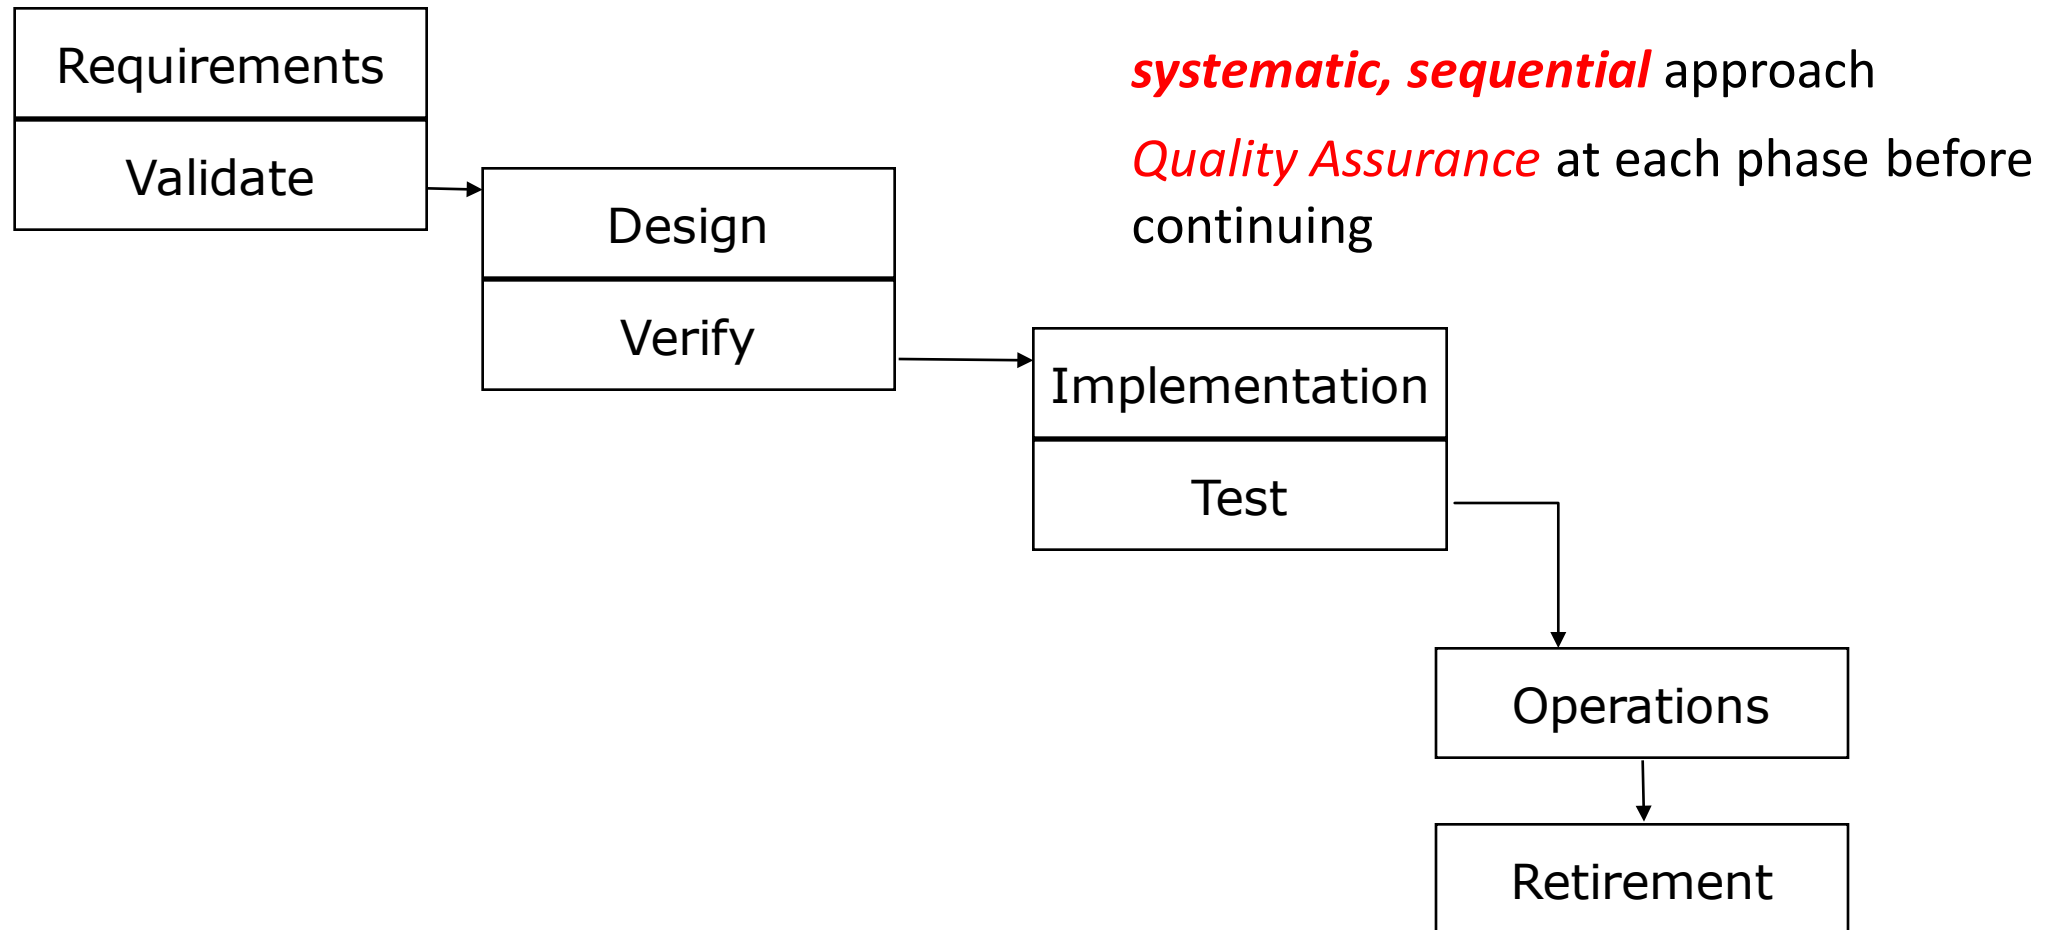 Requirements
Validate
systematic, sequential approach
Quality Assurance at each phase before
continuing
Design
Verify
Implementation
Test
Operations
Retirement